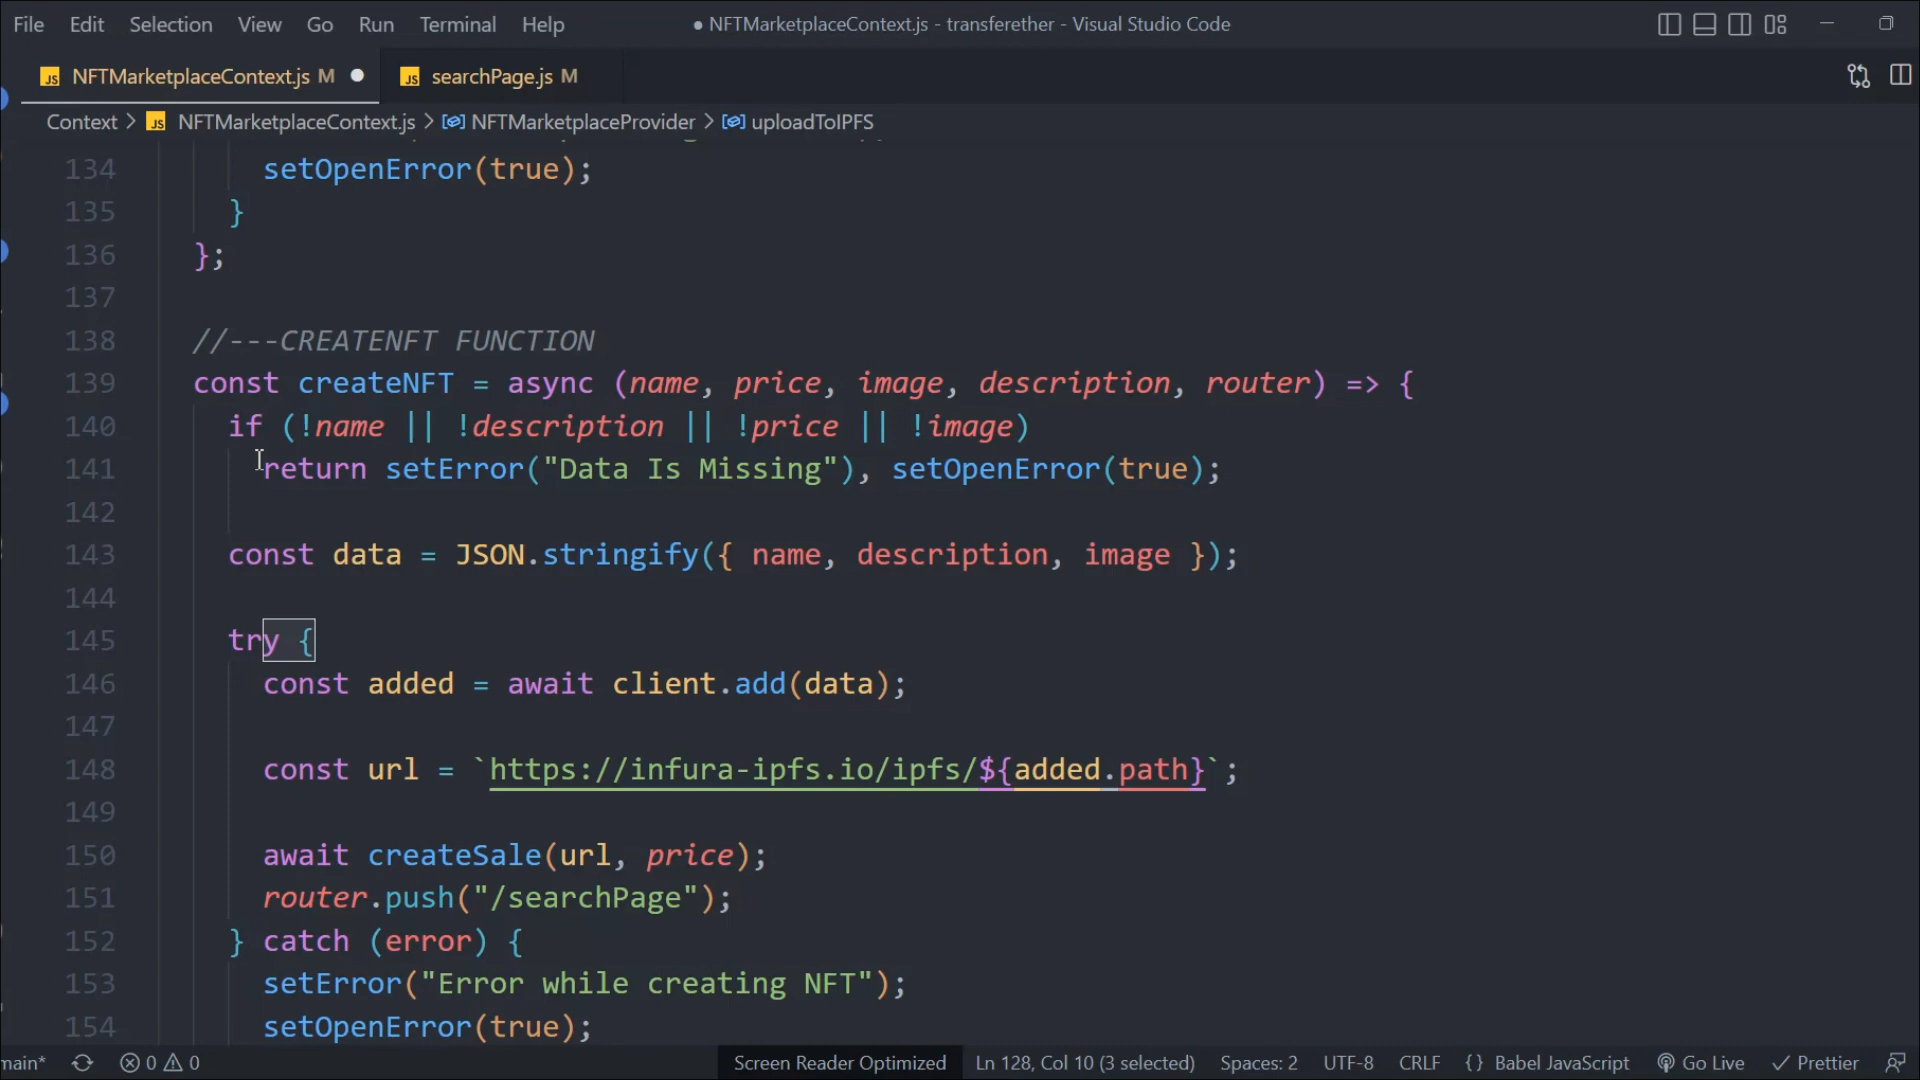 File Edit Selection View Go Run Terminal Help ● NFTMarketplaceContext.js - transferether - Visual Studio Code
JS NFTMarketplaceContext.js M ● JS searchPage.js M
Context > JS NFTMarketplaceContext.js > NFTMarketplaceProvider > uploadToIPFS
134 setOpenError(true);
135 }
136 };
137
138 //---CREATENFT FUNCTION
139 const createNFT = async (name, price, image, description, router) => {
140 if (!name || !description || !price || !image)
141 return setError("Data Is Missing"), setOpenError(true);
142
143 const data = JSON.stringify({ name, description, image });
144
145 try {
146 const added = await client.add(data);
147
148 const url = `https://infura-ipfs.io/ipfs/${added.path}`;
149
150 await createSale(url, price);
151 router.push("/searchPage");
152 } catch (error) {
153 setError("Error while creating NFT");
154 setOpenError(true);
main* 0 0 Screen Reader Optimized Ln 128, Col 10 (3 selected) Spaces: 2 UTF-8 CRLF {} Babel JavaScript Go Live ✓ Prettier